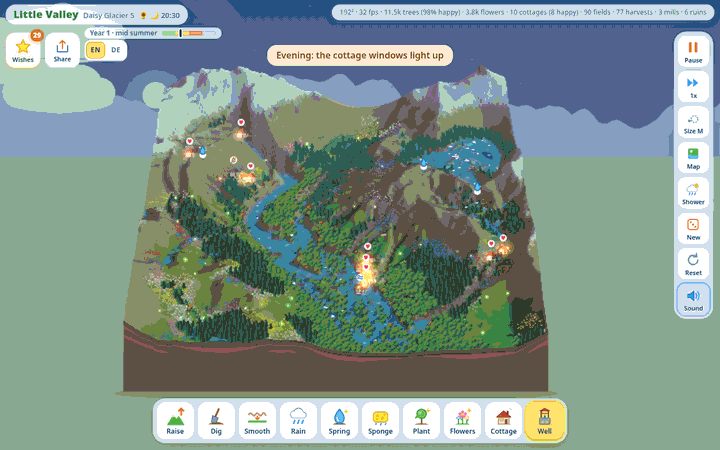 Little Valley Daisy Glacier 5 20:30
192² · 32 fps · 11.5k trees (98% happy) · 3.8k flowers · 10 cottages (8 happy) · 90 fields · 77 harvests · 3 mils · 6 ruins
Year 1 · mid summer
29
Wishes
Share
EN
DE
Evening: the cottage windows light up
Pause
1x
Size M
Map
Shower
New
Reset
Sound
Raise
Dig
Smooth
Rain
Spring
Sponge
Plant
Flowers
Cottage
Well